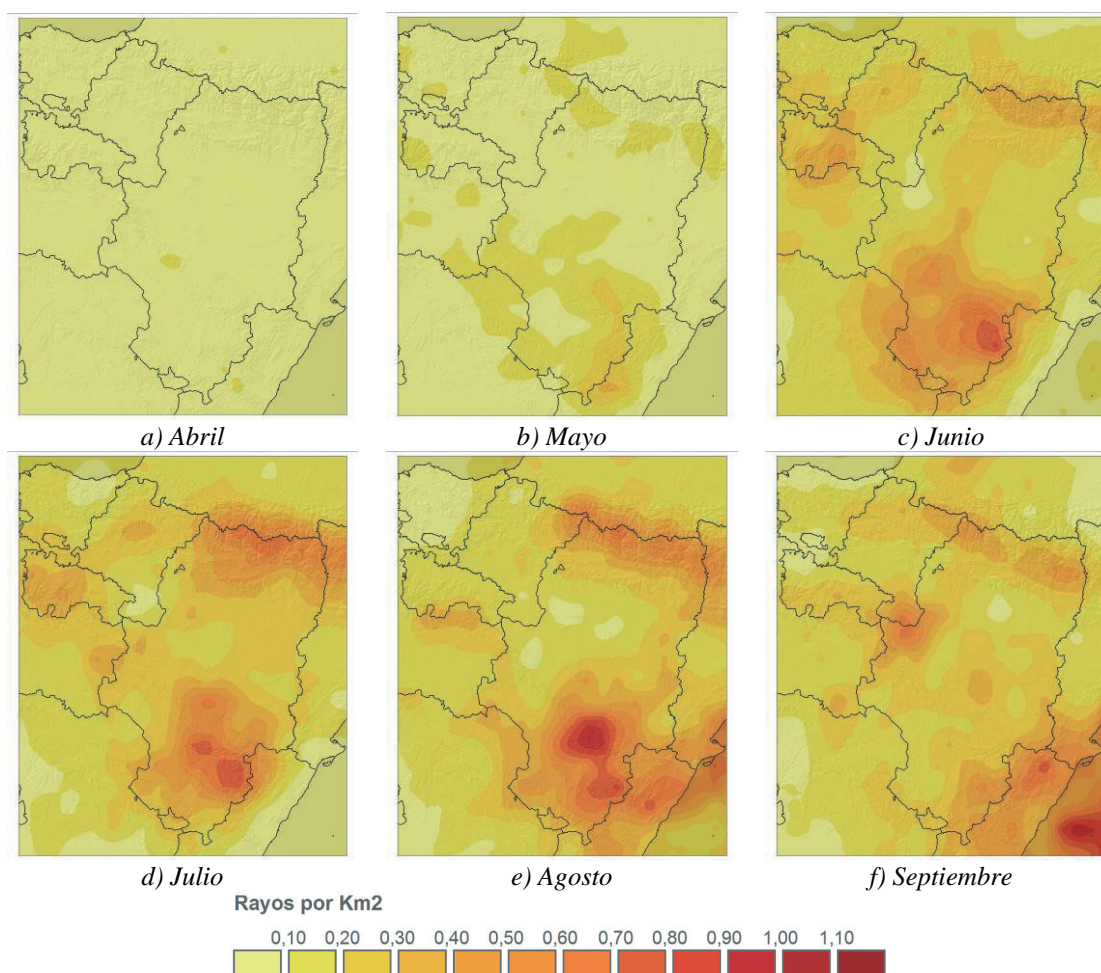 a) Abril
b) Mayo
c) Junio
d) Julio
e) Agosto
f) Septiembre
Rayos por Km2
0,10 0,20 0,30 0,40 0,50 0,60 0,70 0,80 0,90 1,00 1,10